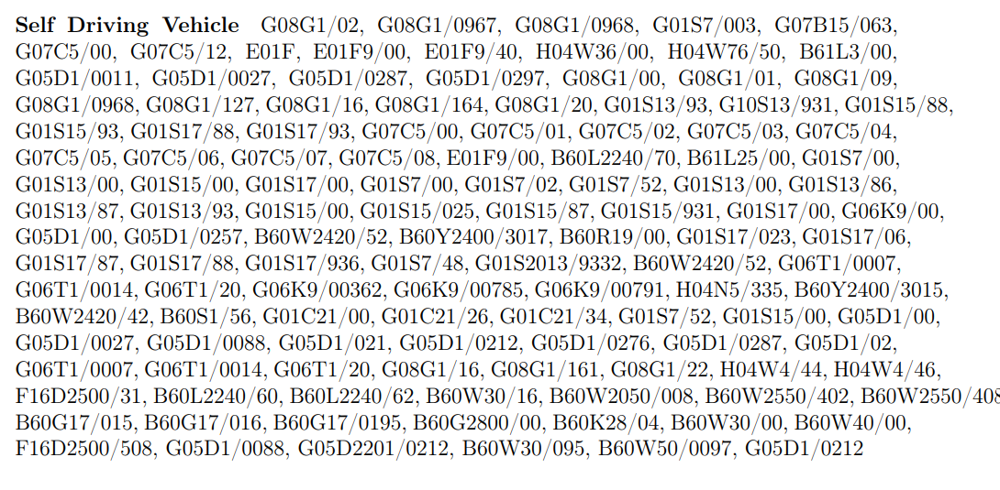 Self Driving Vehicle G08G1/02, G08G1/0967, G08G1/0968, G01S7/003, G07B15/063,
G07C5/00, G07C5/12, E01F, E01F9/00, E01F9/40, H04W36/00, H04W76/50, B61L3/00,
G05D1/0011, G05D1/0027, G05D1/0287, G05D1/0297, G08G1/00, G08G1/01, G08G1/09,
G08G1/0968, G08G1/127, G08G1/16, G08G1/164, G08G1/20, G01S13/93, G10S13/931, G01S15/88,
G01S15/93, G01S17/88, G01S17/93, G07C5/00, G07C5/01, G07C5/02, G07C5/03, G07C5/04,
G07C5/05, G07C5/06, G07C5/07, G07C5/08, E01F9/00, B60L2240/70, B61L25/00, G01S7/00,
G01S13/00, G01S15/00, G01S17/00, G01S7/00, G01S7/02, G01S7/52, G01S13/00, G01S13/86,
G01S13/87, G01S13/93, G01S15/00, G01S15/025, G01S15/87, G01S15/931, G01S17/00, G06K9/00,
G05D1/00, G05D1/0257, B60W2420/52, B60Y2400/3017, B60R19/00, G01S17/023, G01S17/06,
G01S17/87, G01S17/88, G01S17/936, G01S7/48, G01S2013/9332, B60W2420/52, G06T1/0007,
G06T1/0014, G06T1/20, G06K9/00362, G06K9/00785, G06K9/00791, H04N5/335, B60Y2400/3015,
B60W2420/42, B60S1/56, G01C21/00, G01C21/26, G01C21/34, G01S7/52, G01S15/00, G05D1/00,
G05D1/0027, G05D1/0088, G05D1/021, G05D1/0212, G05D1/0276, G05D1/0287, G05D1/02,
G06T1/0007, G06T1/0014, G06T1/20, G08G1/16, G08G1/161, G08G1/22, H04W4/44, H04W4/46,
F16D2500/31, B60L2240/60, B60L2240/62, B60W30/16, B60W2050/008, B60W2550/402, B60W2550/408
B60G17/015, B60G17/016, B60G17/0195, B60G2800/00, B60K28/04, B60W30/00, B60W40/00,
F16D2500/508, G05D1/0088, G05D2201/0212, B60W30/095, B60W50/0097, G05D1/0212